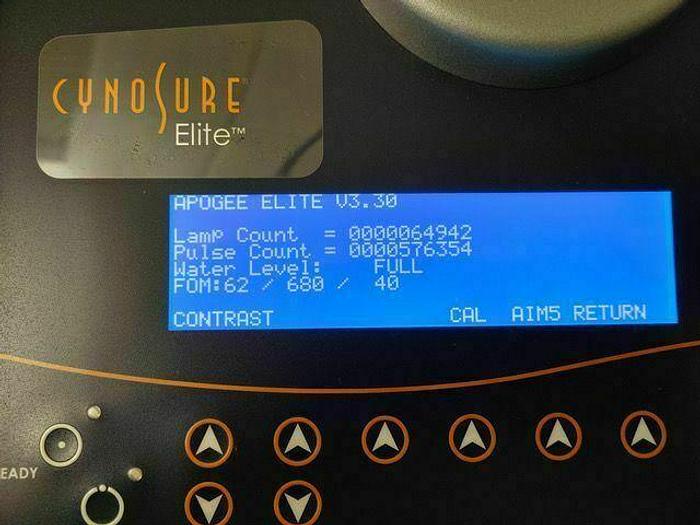 CYNOSURE
Elite™
APOGEE ELITE V3.30
Lamp Count = 0000064942
Pulse Count = 0000576354
Water Level: FULL
FOM:62 / 680 / 40
CONTRAST CAL AIM5 RETURN
EADY